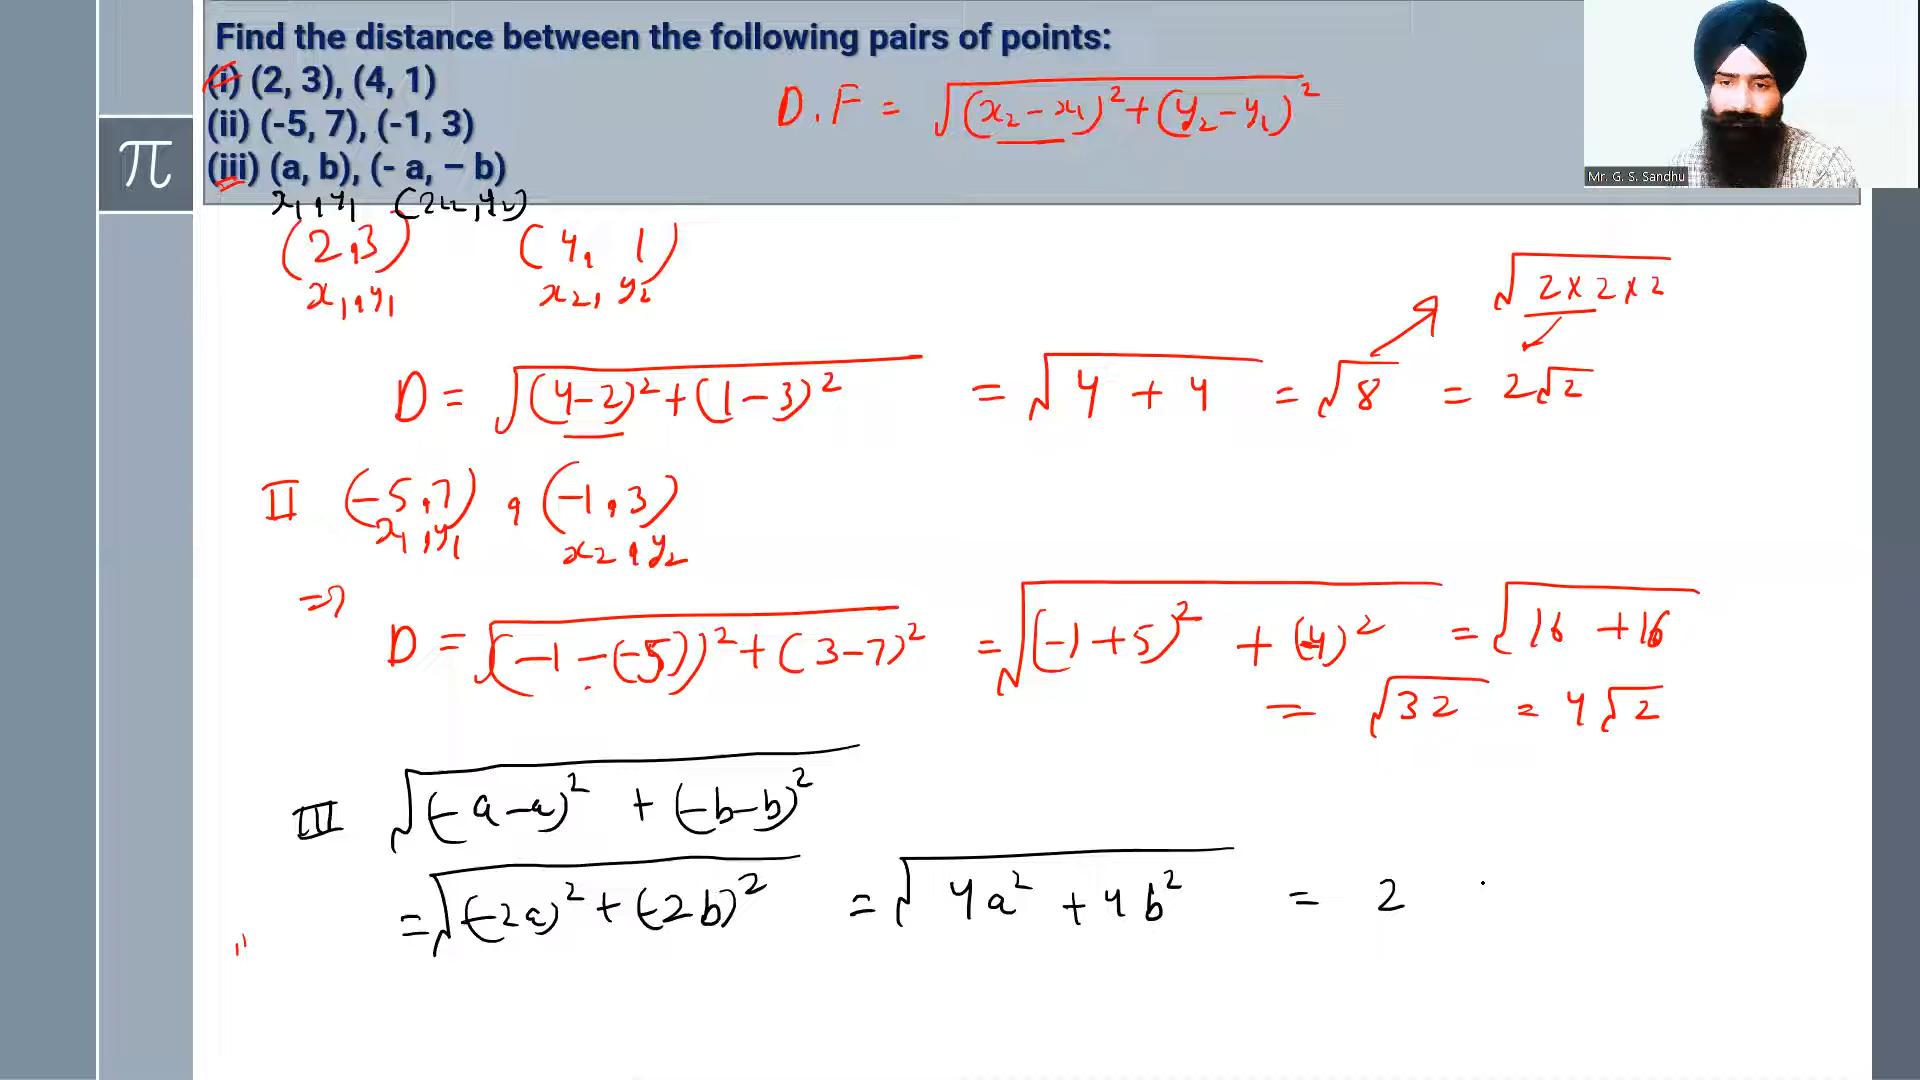 Find the distance between the following pairs of points:
(i) (2, 3), (4, 1)
(ii) (-5, 7), (-1, 3)
(iii) (a, b), (- a, – b)
D.F = √(x₂-x₁)²+(y₂-y₁)²
π
Mr. G. S. Sandhu
x₁,y₁ (x₂,y₂)
(2,3) (4, 1)
x₁,y₁ x₂, y₂
√2×2×2
D = √(4-2)²+(1-3)² = √4 + 4 = √8 = 2√2
II (-5,7) , (-1,3)
x₁,y₁ x₂,y₂
⇒
D = √(-1-(-5))²+(3-7)² = √(-1+5)² + (-4)² = √16 +16
= √32 = 4√2
III √(-a-a)² + (-b-b)²
= √(-2a)²+(-2b)² = √4a² + 4b² = 2